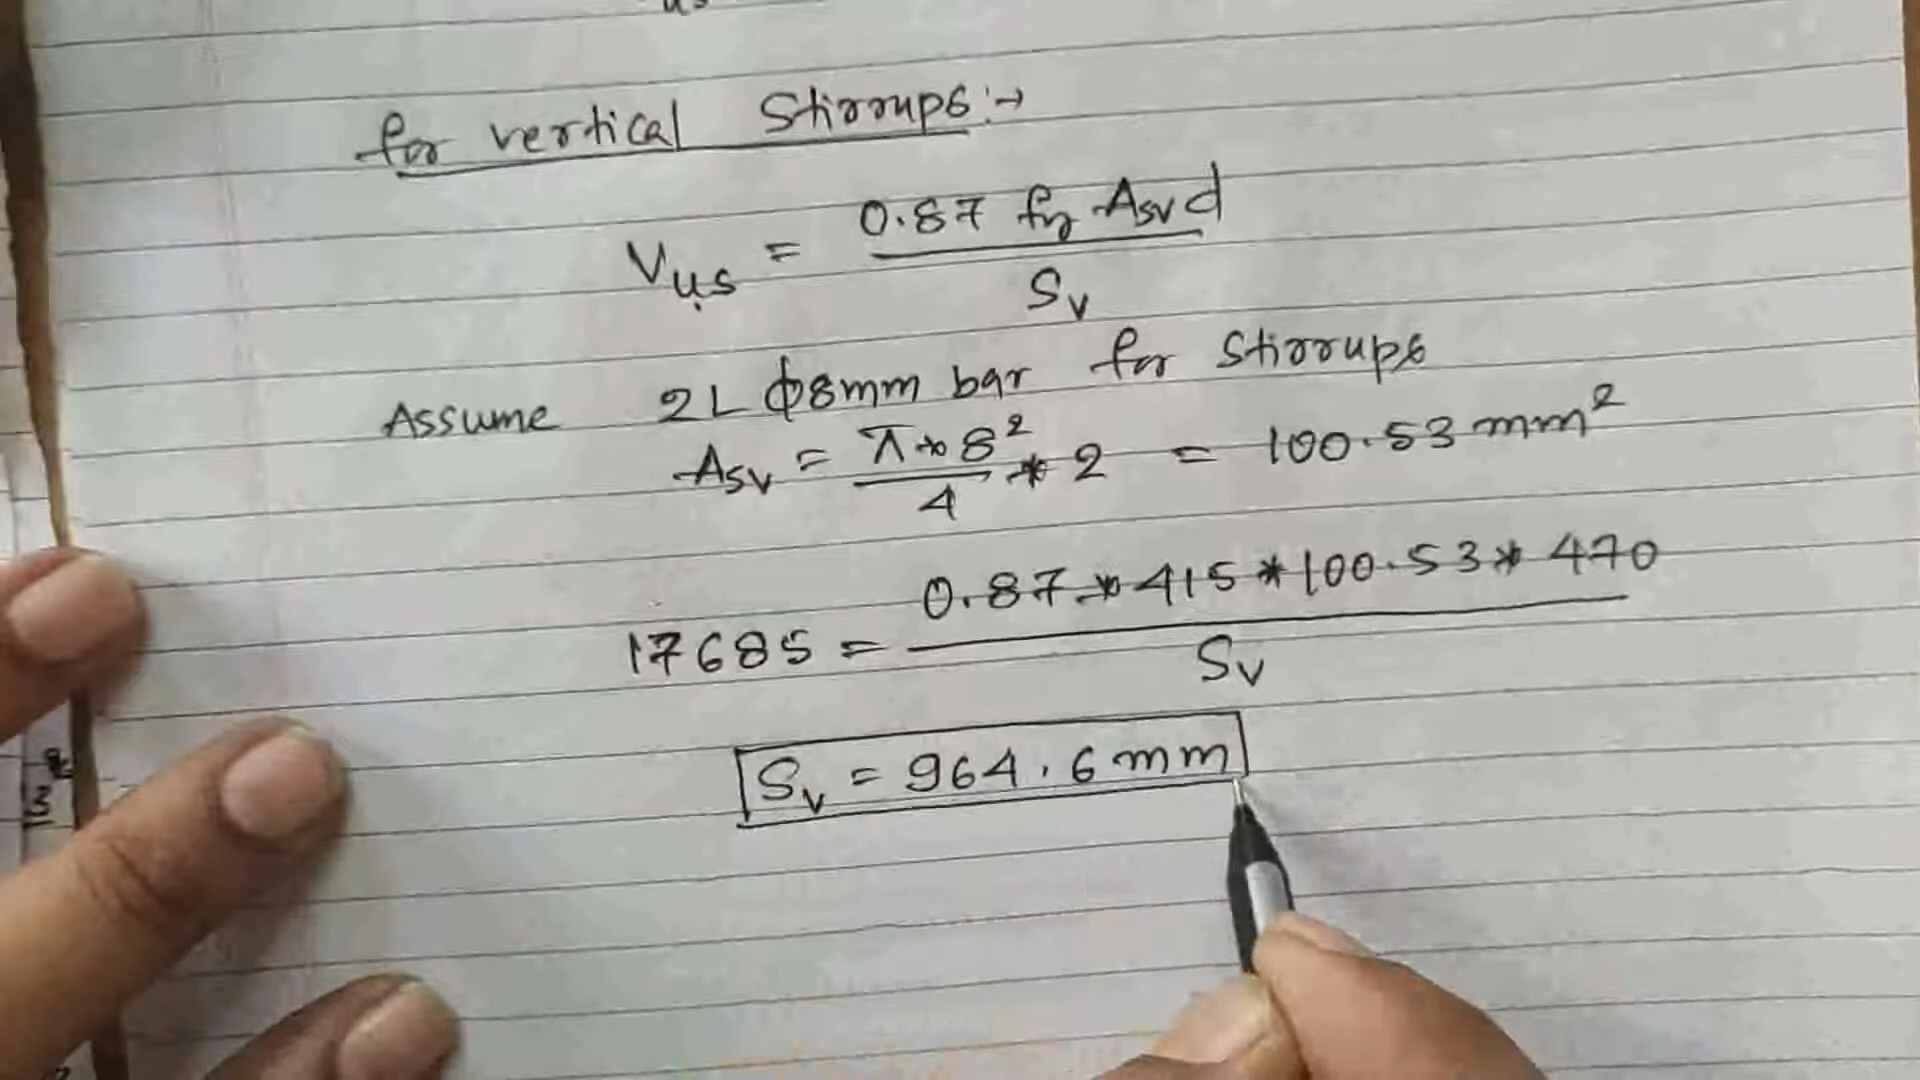 for vertical Stirrups:→
Vus = 0.87 fy Asv d / Sv
Assume 2L ϕ8mm bar for Stirrups
Asv = π*8² / 4 * 2 = 100.53 mm²
17685 = 0.87*415*100.53*470 / Sv
Sv = 964.6 mm